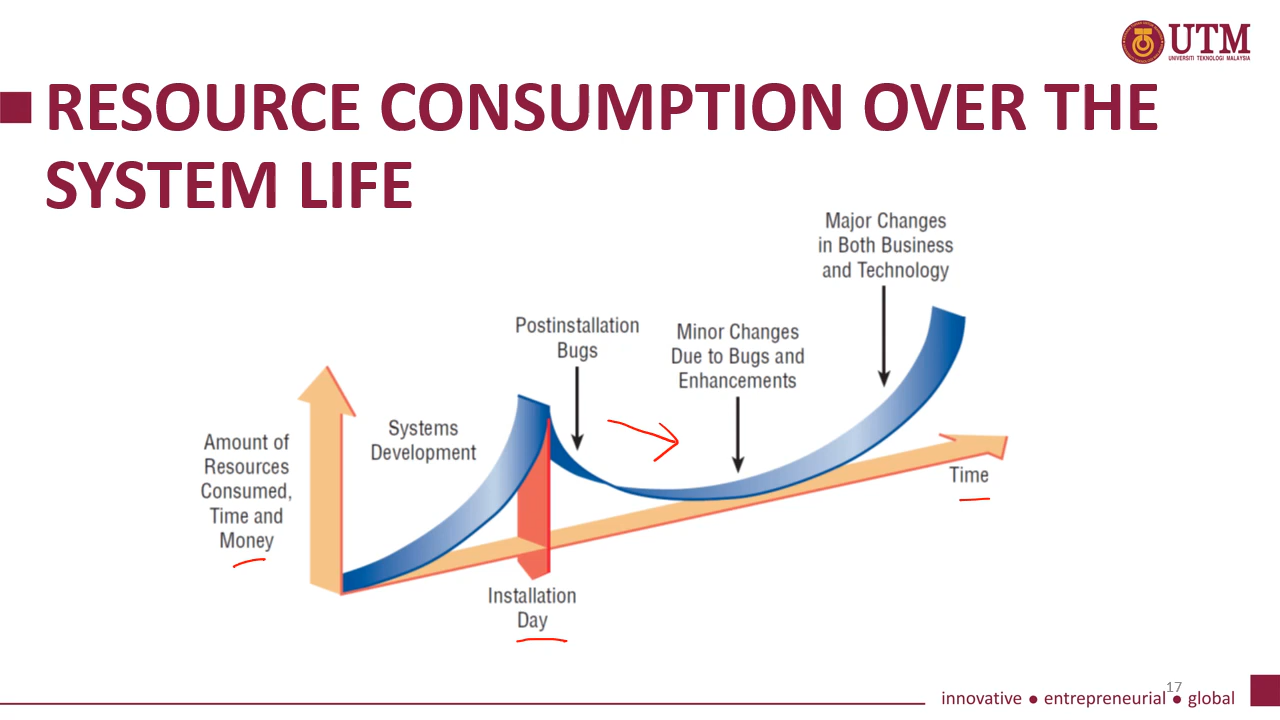 UTM
UNIVERSITI TEKNOLOGI MALAYSIA
RESOURCE CONSUMPTION OVER THE
SYSTEM LIFE
Major Changes
in Both Business
and Technology
Postinstallation
Bugs
Minor Changes
Due to Bugs and
Enhancements
Systems
Development
Amount of
Resources
Consumed,
Time and
Money
Time
Installation
Day
17
innovative ● entrepreneurial ● global